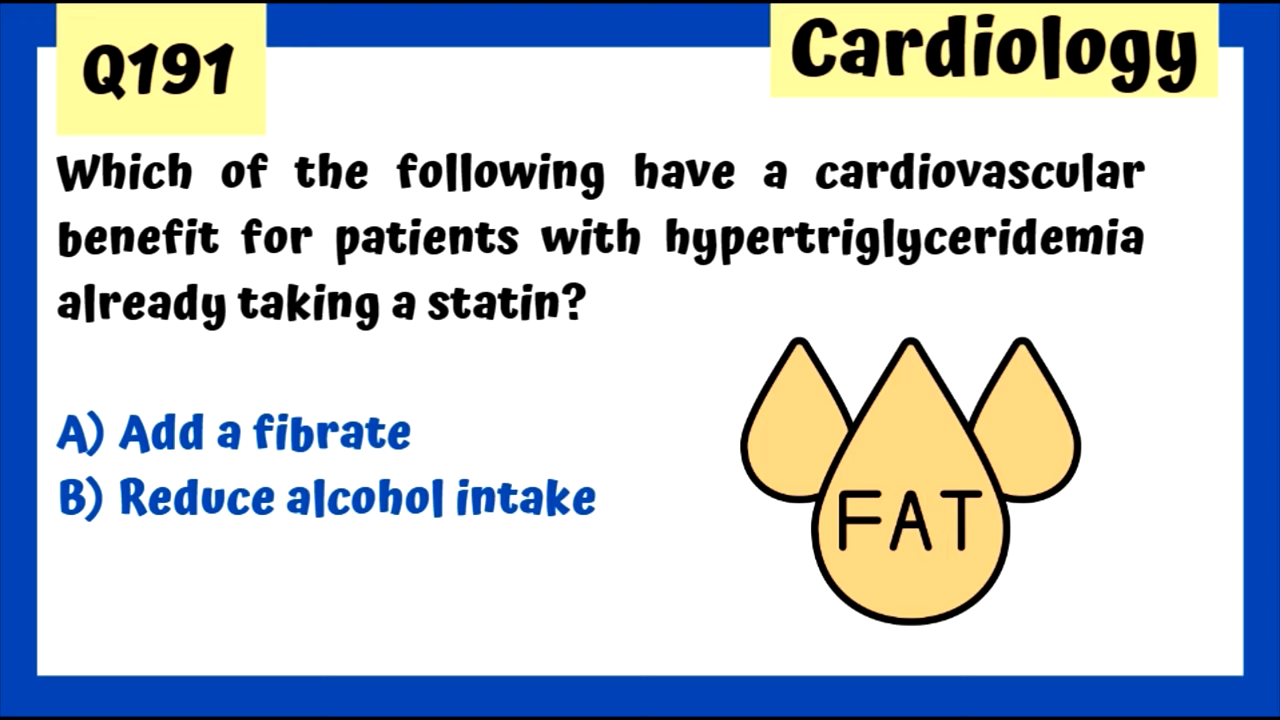 Q191
Cardiology
Which of the following have a cardiovascular
benefit for patients with hypertriglyceridemia
already taking a statin?
A) Add a fibrate
B) Reduce alcohol intake
FAT